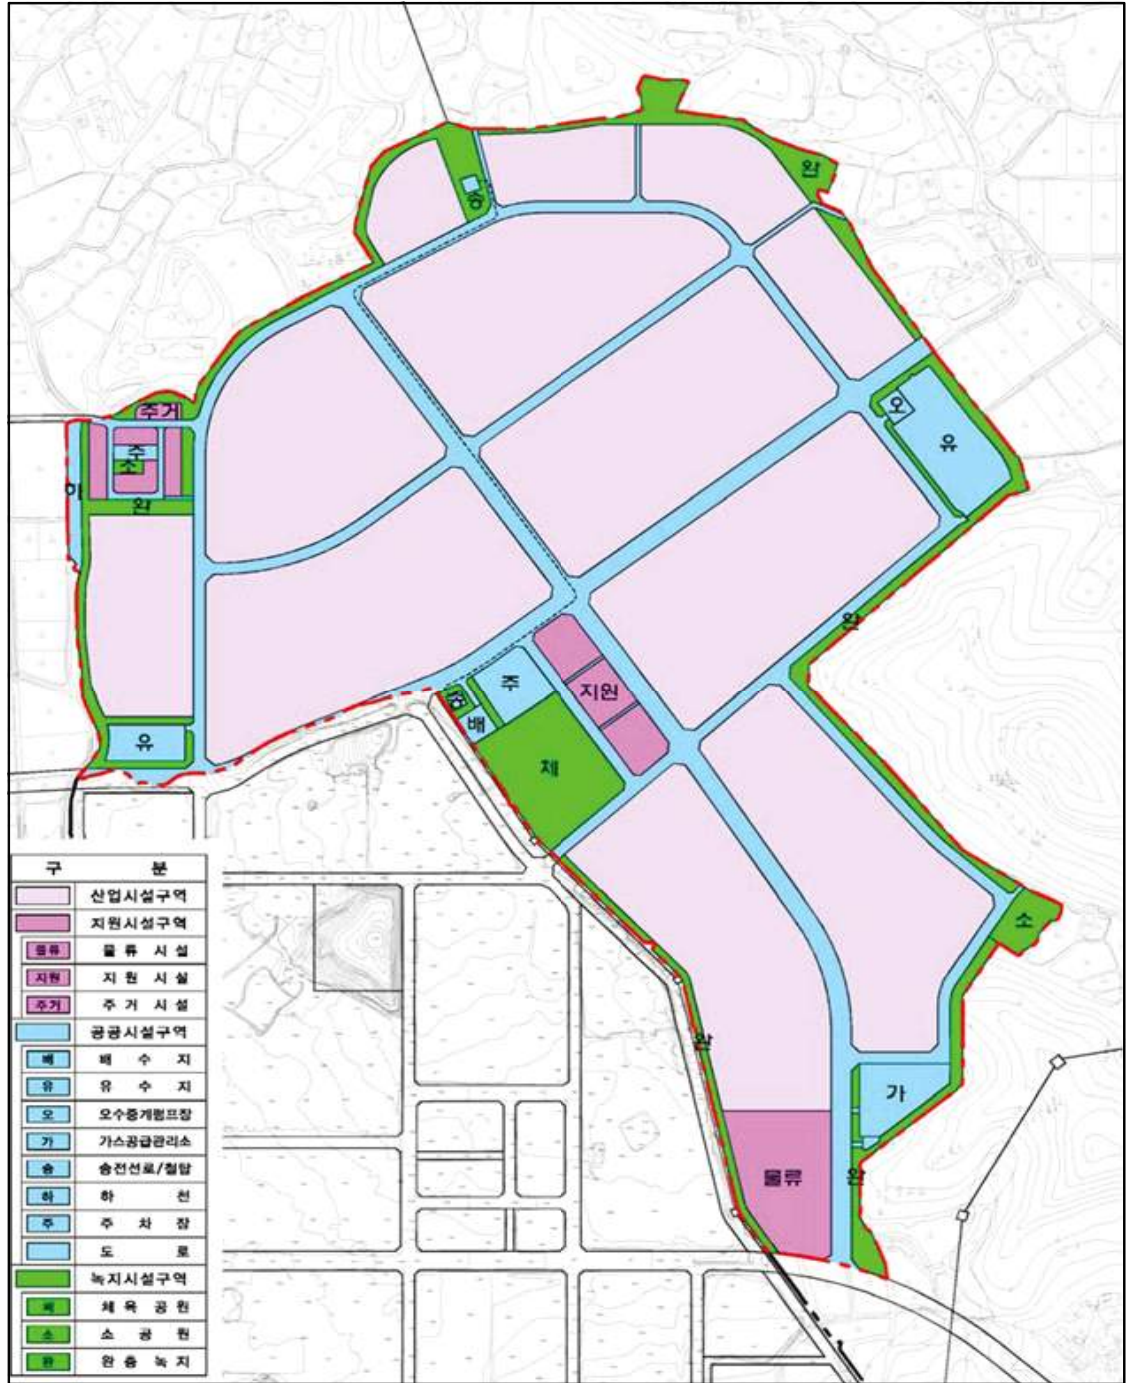 완
송
오
유
주거
주
소
하
완
완
지원
주
송
배
체
유
소
완
가
물류
완
구 분
산업시설구역
지원시설구역
물류 물 류 시 설
지원 지 원 시 설
주거 주 거 시 설
공공시설구역
배 배 수 지
유 유 수 지
오 오수중계펌프장
가 가스공급관리소
송 송전선로/철탑
하 하 천
주 주 차 장
도 로
녹지시설구역
체 체 육 공 원
소 소 공 원
완 완 충 녹 지